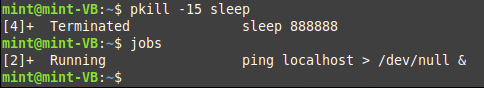 mint@mint-VB:~$ pkill -15 sleep
[4]+  Terminated              sleep 888888
mint@mint-VB:~$ jobs
[2]+  Running                 ping localhost > /dev/null &
mint@mint-VB:~$